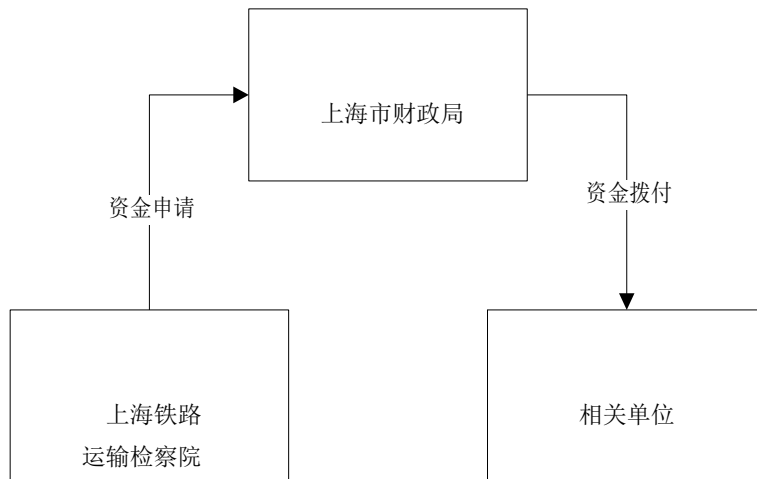 上海市财政局
资金申请
资金拨付
上海铁路
运输检察院
相关单位